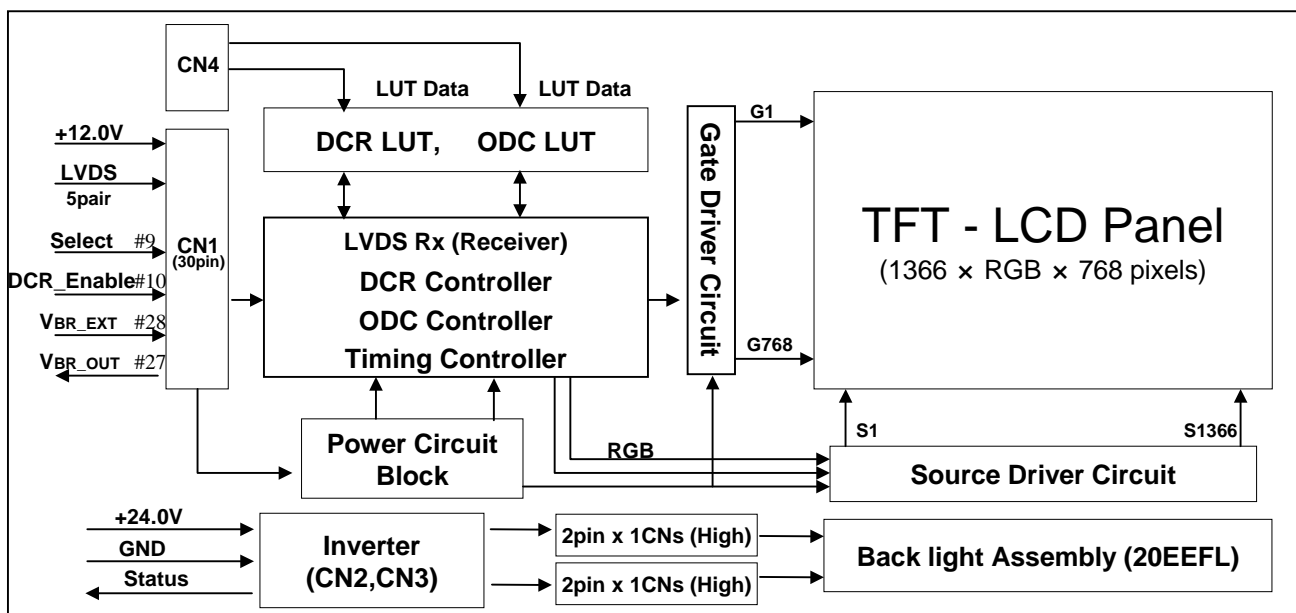 CN4
LUT Data
LUT Data
DCR LUT, ODC LUT
+12.0V
LVDS
5pair
Select #9
DCR_Enable#10
VBR_EXT #28
VBR_OUT #27
CN1
(30pin)
LVDS Rx (Receiver)
DCR Controller
ODC Controller
Timing Controller
Gate Driver Circuit
G1
G768
TFT - LCD Panel
(1366 × RGB × 768 pixels)
S1
S1366
Power Circuit
Block
RGB
Source Driver Circuit
+24.0V
GND
Status
Inverter
(CN2,CN3)
2pin x 1CNs (High)
2pin x 1CNs (High)
Back light Assembly (20EEFL)